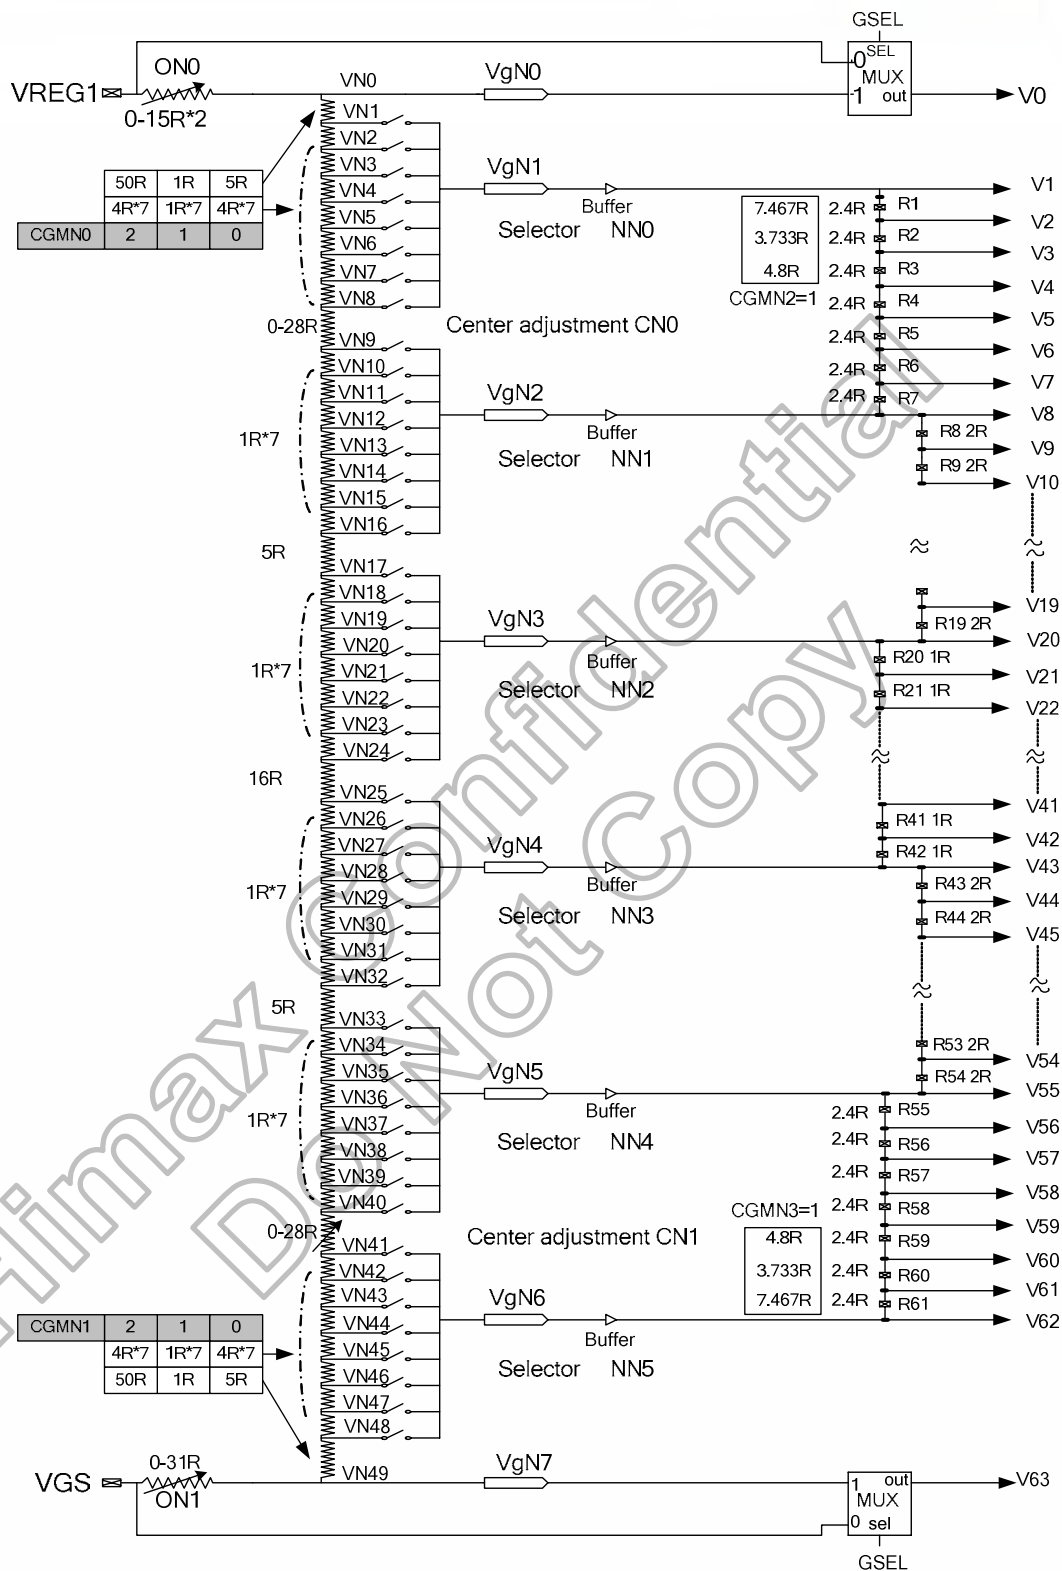 GSEL
SEL
0
MUX
1 out
VREG1
ON0
0-15R*2
VN0
VgN0
V0
VN1
VN2
VN3
VN4
VN5
VN6
VN7
VN8
50R 1R 5R
4R*7 1R*7 4R*7
CGMN0 2 1 0
VgN1
Buffer
Selector NN0
7.467R
3.733R
4.8R
CGMN2=1
2.4R R1
2.4R R2
2.4R R3
2.4R R4
2.4R R5
2.4R R6
2.4R R7
V1
V2
V3
V4
V5
V6
V7
V8
0-28R
Center adjustment CN0
VN9
VN10
VN11
VN12
VN13
VN14
VN15
VN16
1R*7
VgN2
Buffer
Selector NN1
R8 2R
R9 2R
V9
V10
5R
VN17
VN18
VN19
VN20
VN21
VN22
VN23
VN24
1R*7
VgN3
Buffer
Selector NN2
R19 2R
R20 1R
R21 1R
V19
V20
V21
V22
16R
VN25
VN26
VN27
VN28
VN29
VN30
VN31
VN32
1R*7
VgN4
Buffer
Selector NN3
R41 1R
R42 1R
R43 2R
R44 2R
V41
V42
V43
V44
V45
5R
VN33
VN34
VN35
VN36
VN37
VN38
VN39
VN40
1R*7
VgN5
Buffer
Selector NN4
R53 2R
R54 2R
V54
V55
2.4R R55
2.4R R56
2.4R R57
2.4R R58
2.4R R59
2.4R R60
2.4R R61
V56
V57
V58
V59
V60
V61
V62
0-28R
Center adjustment CN1
CGMN3=1
4.8R
3.733R
7.467R
VN41
VN42
VN43
VN44
VN45
VN46
VN47
VN48
VgN6
Buffer
Selector NN5
CGMN1 2 1 0
4R*7 1R*7 4R*7
50R 1R 5R
VGS
0-31R
ON1
VN49
VgN7
1 out
MUX
0 sel
GSEL
V63
Himax Confidential
Do Not Copy